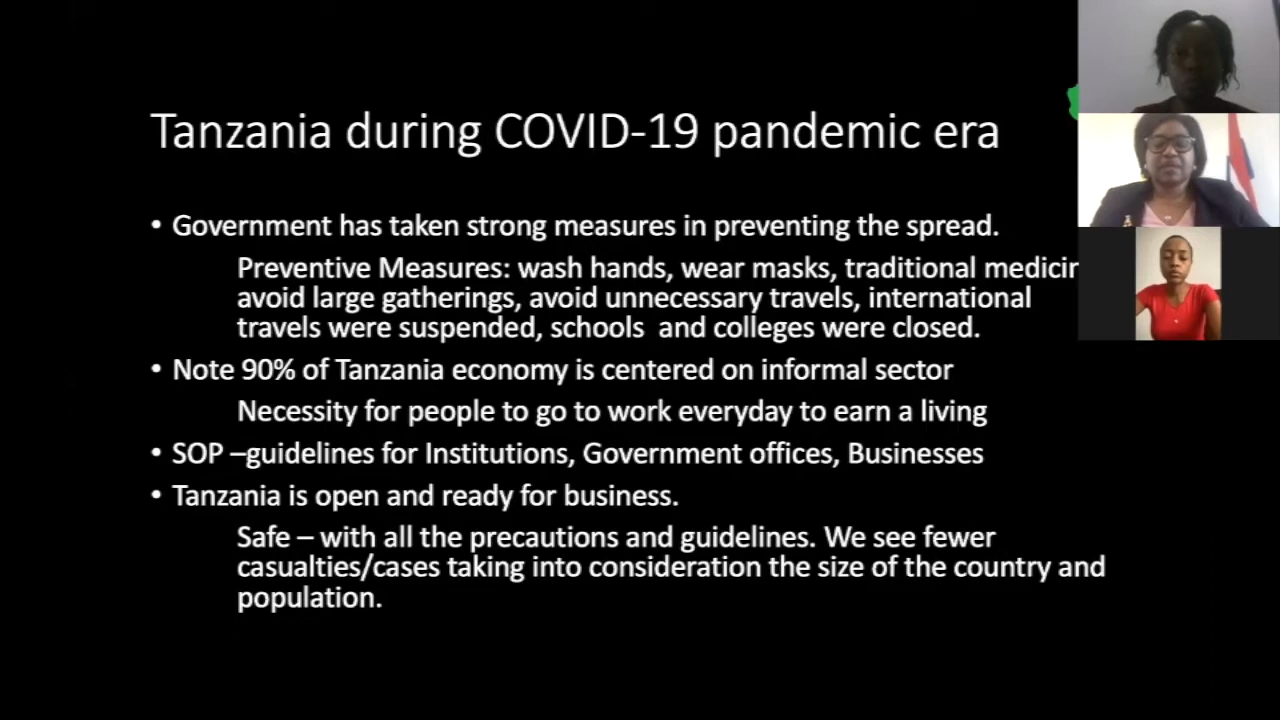 Tanzania during COVID-19 pandemic era
• Government has taken strong measures in preventing the spread.
Preventive Measures: wash hands, wear masks, traditional
avoid large gatherings, avoid unnecessary travels, international
travels were suspended, schools and colleges were closed.
• Note 90% of Tanzania economy is centered on informal sector
Necessity for people to go to work everyday to earn a living
• SOP –guidelines for Institutions, Government offices, Businesses
• Tanzania is open and ready for business.
Safe – with all the precautions and guidelines. We see fewer
casualties/cases taking into consideration the size of the country and
population.